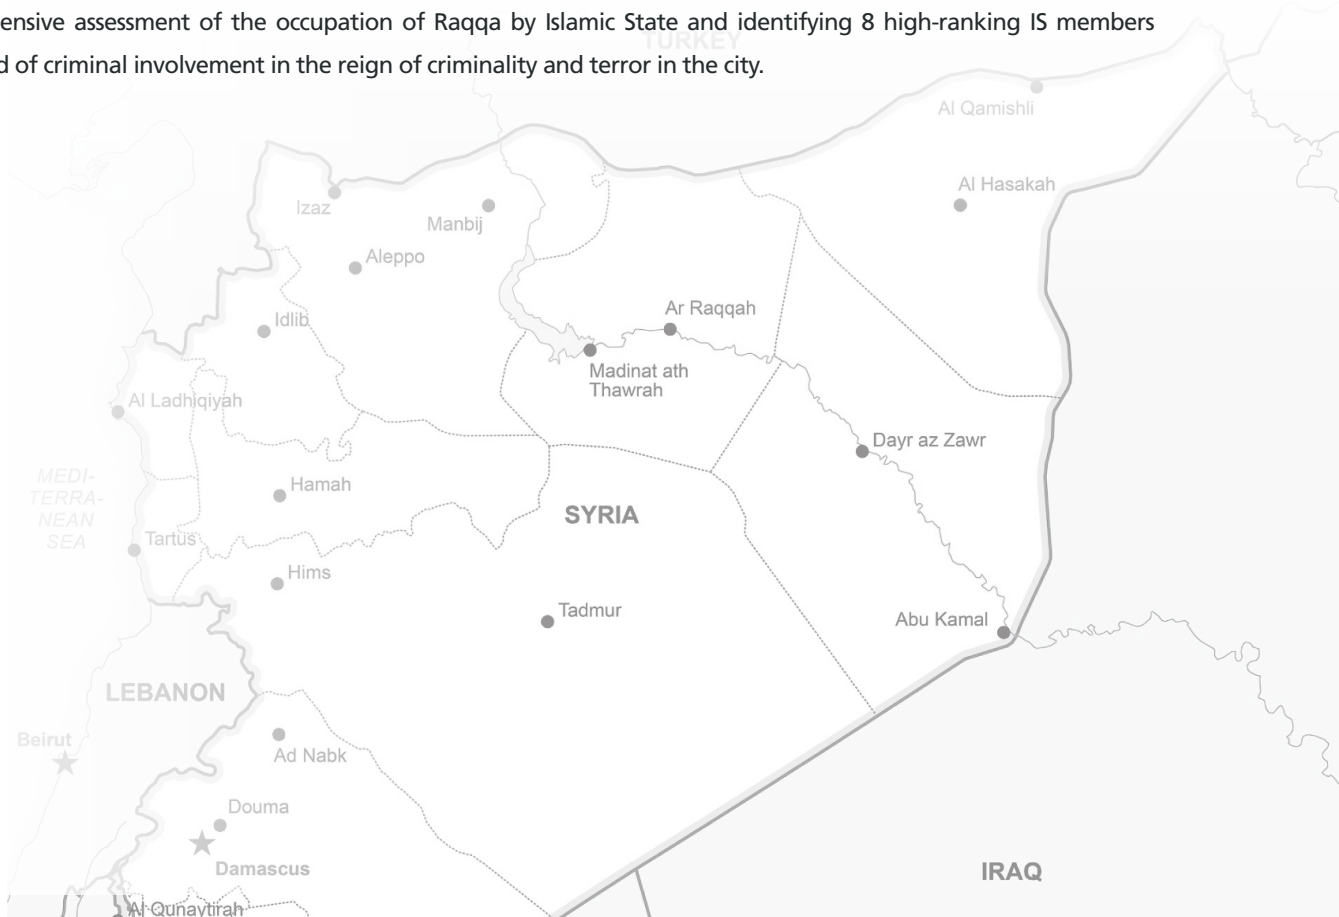 ensive assessment of the occupation of Raqqa by Islamic State and identifying 8 high-ranking IS members
d of criminal involvement in the reign of criminality and terror in the city.
TURKEY
Al Qamishli
Al Hasakah
Izaz
Manbij
Aleppo
Ar Raqqah
Idlib
Madinat ath
Thawrah
Al Ladhiqiyah
Dayr az Zawr
MEDI-
TERRA-
NEAN
SEA
Hamah
SYRIA
Tartus
Hims
Tadmur
Abu Kamal
LEBANON
Beirut
Ad Nabk
Douma
Damascus
IRAQ
Al Qunaytirah